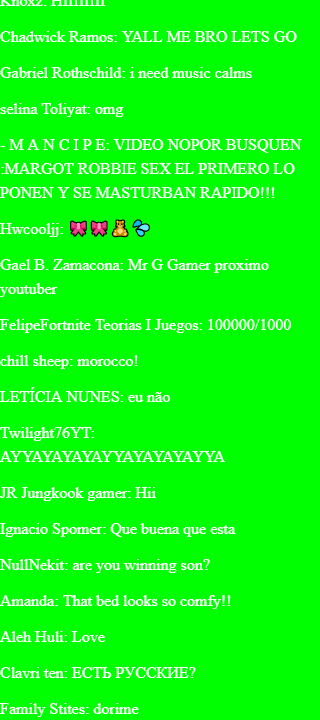 Knoxz: Hiiiiiiii
Chadwick Ramos: YALL ME BRO LETS GO
Gabriel Rothschild: i need music calms
selina Toliyat: omg
- M A N C I P E: VIDEO NOPOR BUSQUEN
:MARGOT ROBBIE SEX EL PRIMERO LO
PONEN Y SE MASTURBAN RAPIDO!!!
Hwcooljj: 🎀🎀🧸💦
Gael B. Zamacona: Mr G Gamer proximo
youtuber
FelipeFortnite Teorias I Juegos: 100000/1000
chill sheep: morocco!
LETÍCIA NUNES: eu não
Twilight76YT:
AYYAYAYAYAYYAYAYAYAYYA
JR Jungkook gamer: Hii
Ignacio Spomer: Que buena que esta
NullNekit: are you winning son?
Amanda: That bed looks so comfy!!
Aleh Huli: Love
Clavri ten: ЕСТЬ РУССКИЕ?
Family Stites: dorime